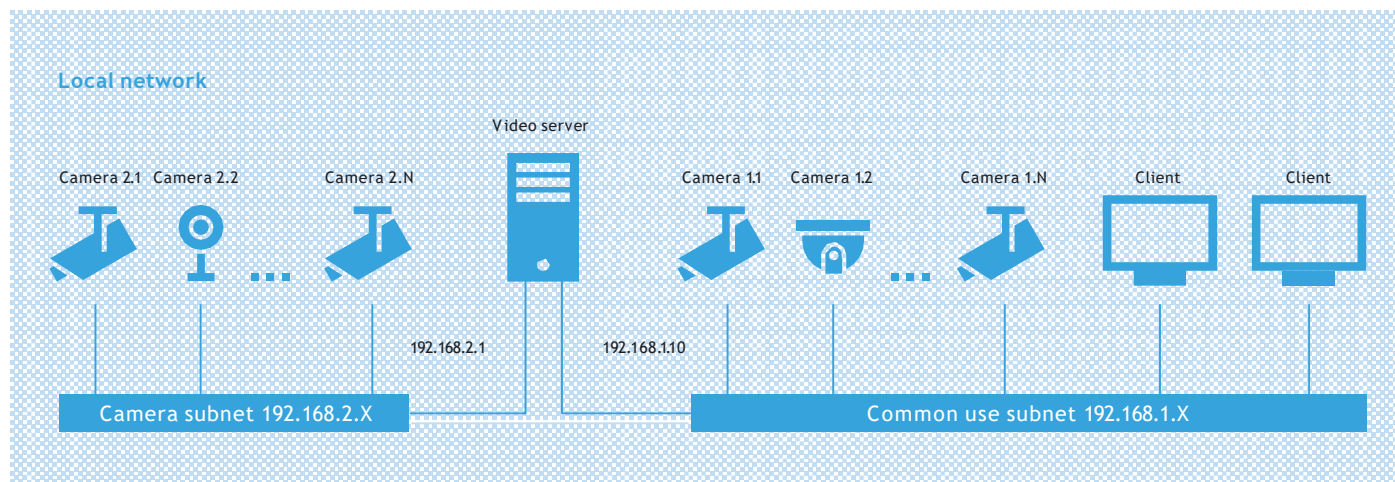 Local network
Video server
Camera 2.1 Camera 2.2 Camera 2.N Camera 1.1 Camera 1.2 Camera 1.N Client Client
192.168.2.1 192.168.1.10
Camera subnet 192.168.2.X Common use subnet 192.168.1.X